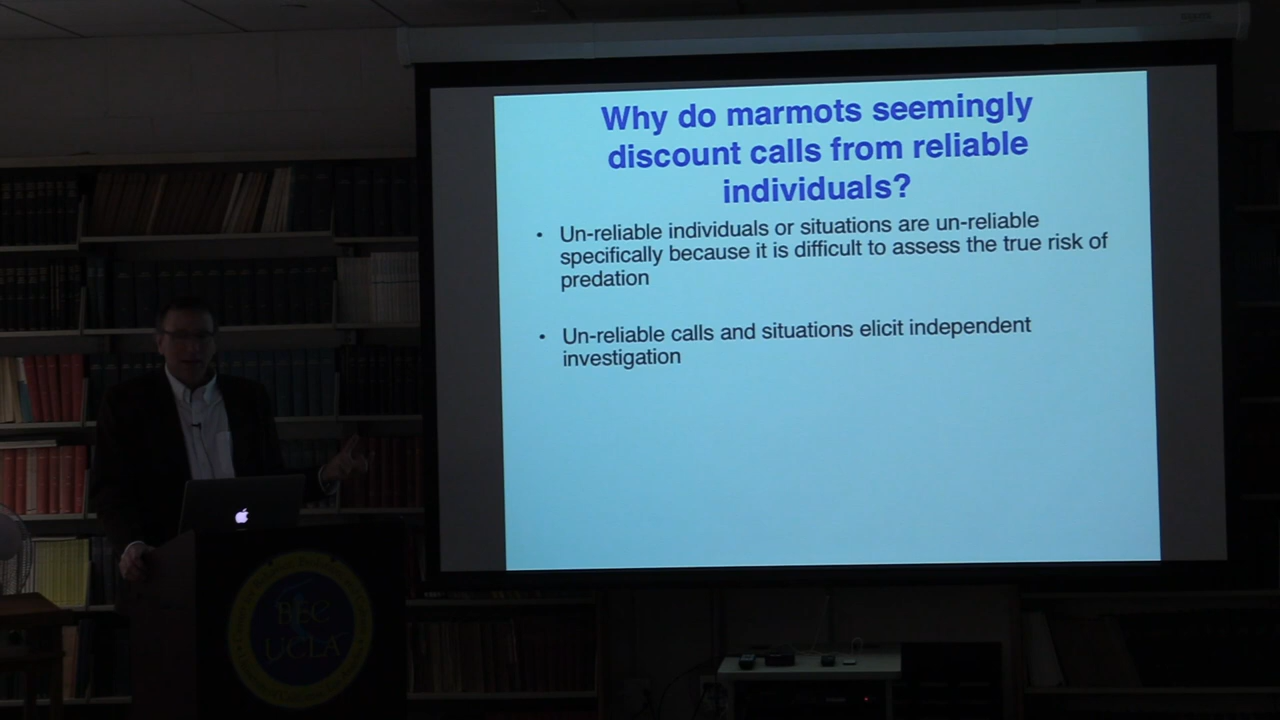 Why do marmots seemingly
discount calls from reliable
individuals?
• Un-reliable individuals or situations are un-reliable
specifically because it is difficult to assess the true risk of
predation
• Un-reliable calls and situations elicit independent
investigation
BEC
UCLA